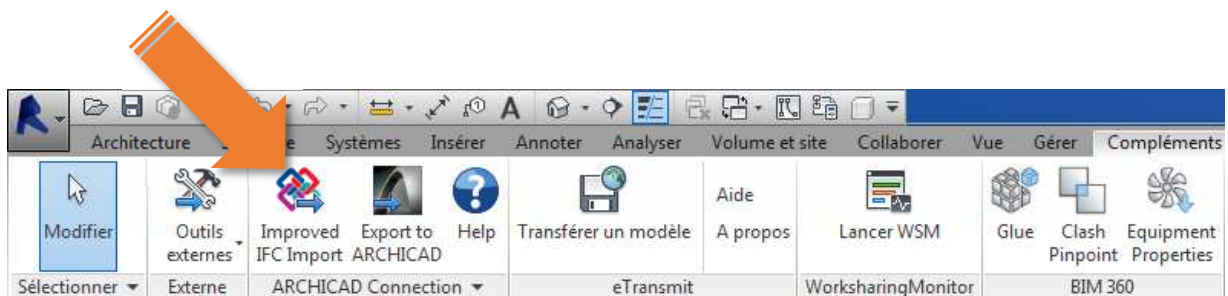 A
Architecture Systèmes Insérer Annoter Analyser Volume et site Collaborer Vue Gérer Compléments
Modifier
Outils
externes
Improved
IFC Import
Export to
ARCHICAD
Help
Transférer un modèle
Aide
A propos
Lancer WSM
Glue
Clash
Pinpoint
Equipment
Properties
Sélectionner Externe ARCHICAD Connection eTransmit WorksharingMonitor BIM 360